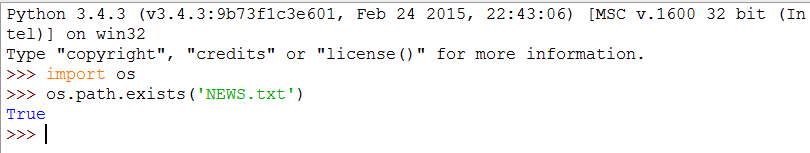 Python 3.4.3 (v3.4.3:9b73f1c3e601, Feb 24 2015, 22:43:06) [MSC v.1600 32 bit (In
tel)] on win32
Type "copyright", "credits" or "license()" for more information.
>>> import os
>>> os.path.exists('NEWS.txt')
True
>>>